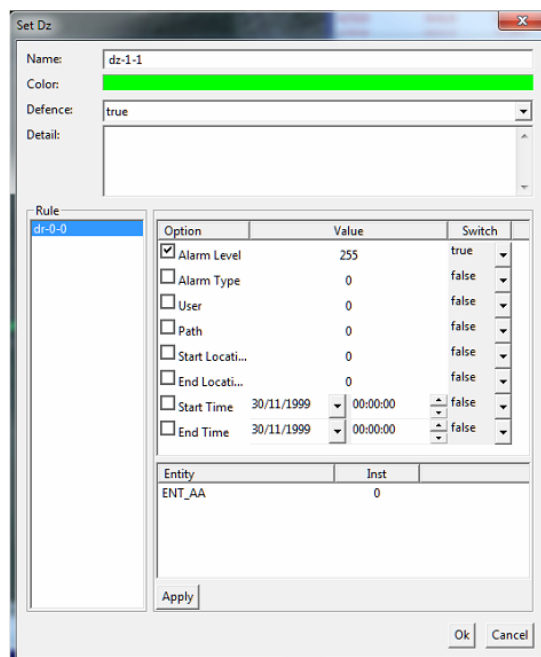 Set Dz
Name: dz-1-1
Color:
Defence: true
Detail:
Rule
dr-0-0
Option Value Switch
Alarm Level 255 true
Alarm Type 0 false
User 0 false
Path 0 false
Start Locati... 0 false
End Locati... 0 false
Start Time 30/11/1999 00:00:00 false
End Time 30/11/1999 00:00:00 false
Entity Inst
ENT_AA 0
Apply
Ok Cancel